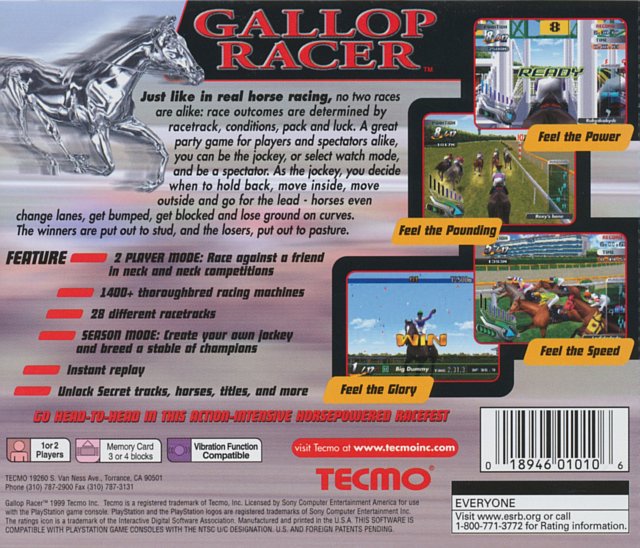 GALLOP
RACER™
Just like in real horse racing, no two races
are alike: race outcomes are determined by
racetrack, conditions, pack and luck. A great
party game for players and spectators alike,
you can be the jockey, or select watch mode,
and be a spectator. As the jockey, you decide
when to hold back, move inside, move
outside and go for the lead - horses even
change lanes, get bumped, get blocked and lose ground on curves.
The winners are put out to stud, and the losers, put out to pasture.
8
READY
Feel the Power
Roxy's bone
Feel the Pounding
Feel the Speed
WIN
Big Dummy
Feel the Glory
FEATURE
2 PLAYER MODE: Race against a friend
in neck and neck competitions
1400+ thoroughbred racing machines
28 different racetracks
SEASON MODE: Create your own jockey
and breed a stable of champions
Instant replay
Unlock Secret tracks, horses, titles, and more
GO HEAD-TO-HEAD IN THIS ACTION-INTENSIVE HORSEPOWERED RACEFEST
1 or 2
Players
Memory Card
3 or 4 blocks
Vibration Function
Compatible
visit Tecmo at www.tecmoinc.com
TECMO®
TECMO 19260 S. Van Ness Ave., Torrance, CA 90501
Phone (310) 787-2900 Fax (310) 787-3131
Gallop Racer™ 1999 Tecmo Inc. Tecmo is a registered trademark of Tecmo, Inc. Licensed by Sony Computer Entertainment America for use
with the PlayStation game console. PlayStation and the PlayStation logos are registered trademarks of Sony Computer Entertainment Inc.
The ratings icon is a trademark of the Interactive Digital Software Association. Manufactured and printed in the U.S.A. THIS SOFTWARE IS
COMPATIBLE WITH PLAYSTATION GAME CONSOLES WITH THE NTSC U/C DESIGNATION. U.S. AND FOREIGN PATENTS PENDING.
0 18946 01010 6
EVERYONE
Visit www.esrb.org or call
1-800-771-3772 for Rating information.